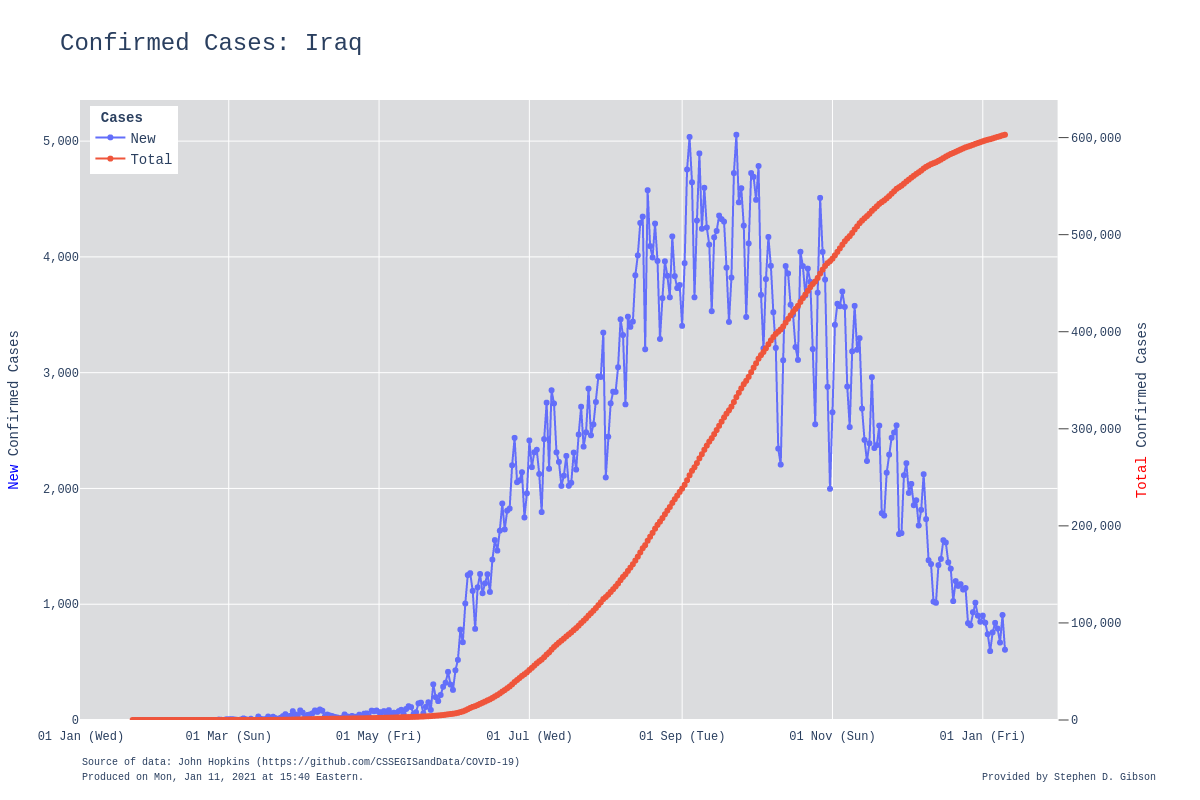 Confirmed Cases: Iraq
Cases
New
Total
5,000
4,000
3,000
2,000
1,000
0
600,000
500,000
400,000
300,000
200,000
100,000
0
New Confirmed Cases
Total Confirmed Cases
01 Jan (Wed)
01 Mar (Sun)
01 May (Fri)
01 Jul (Wed)
01 Sep (Tue)
01 Nov (Sun)
01 Jan (Fri)
Source of data: John Hopkins (https://github.com/CSSEGISandData/COVID-19)
Produced on Mon, Jan 11, 2021 at 15:40 Eastern.
Provided by Stephen D. Gibson